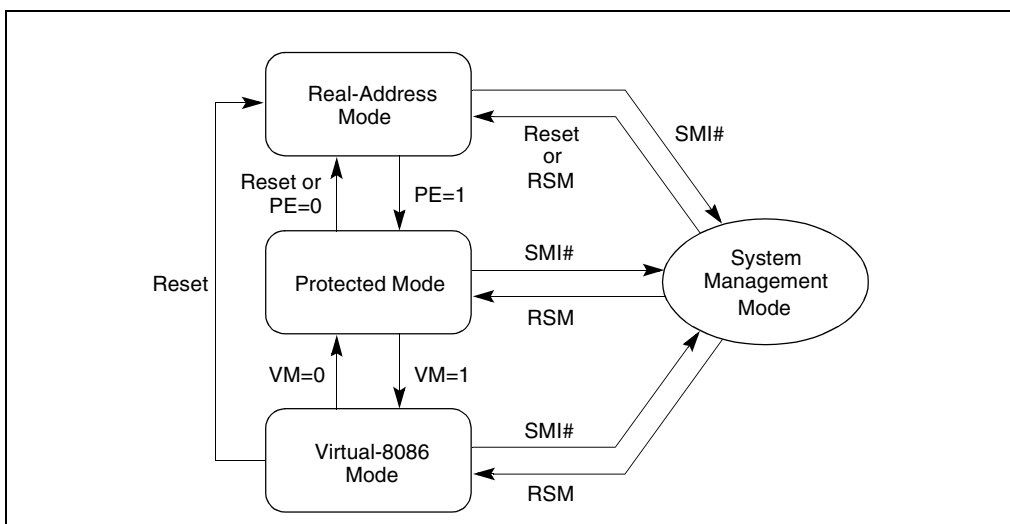 Real-Address
Mode
SMI#
Reset
or
RSM
Reset or
PE=0
PE=1
SMI#
System
Management
Mode
Reset
Protected Mode
RSM
VM=0
VM=1
SMI#
Virtual-8086
Mode
RSM